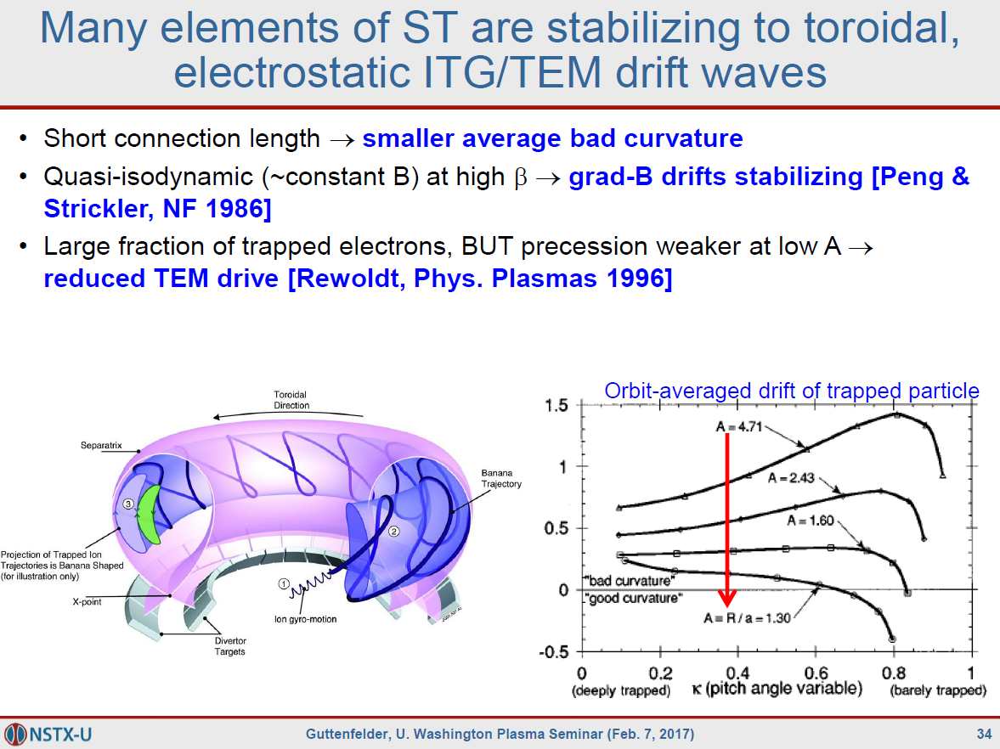 Many elements of ST are stabilizing to toroidal,
electrostatic ITG/TEM drift waves
• Short connection length → smaller average bad curvature
• Quasi-isodynamic (~constant B) at high β → grad-B drifts stabilizing [Peng &
Strickler, NF 1986]
• Large fraction of trapped electrons, BUT precession weaker at low A →
reduced TEM drive [Rewoldt, Phys. Plasmas 1996]
Toroidal
Direction
Separatrix
Banana
Trajectory
3
2
Projection of Trapped Ion
Trajectories is Banana Shaped
(for illustration only)
1
X-point
Ion gyro-motion
Divertor
Targets
Orbit-averaged drift of trapped particle
1.5
A = 4.71
1
A = 2.43
0.5
A = 1.60
"bad curvature"
0
"good curvature"
A ≡ R / a = 1.30
-0.5
0 0.2 0.4 0.6 0.8 1
(deeply trapped) κ (pitch angle variable) (barely trapped)
NSTX-U
Guttenfelder, U. Washington Plasma Seminar (Feb. 7, 2017)
34